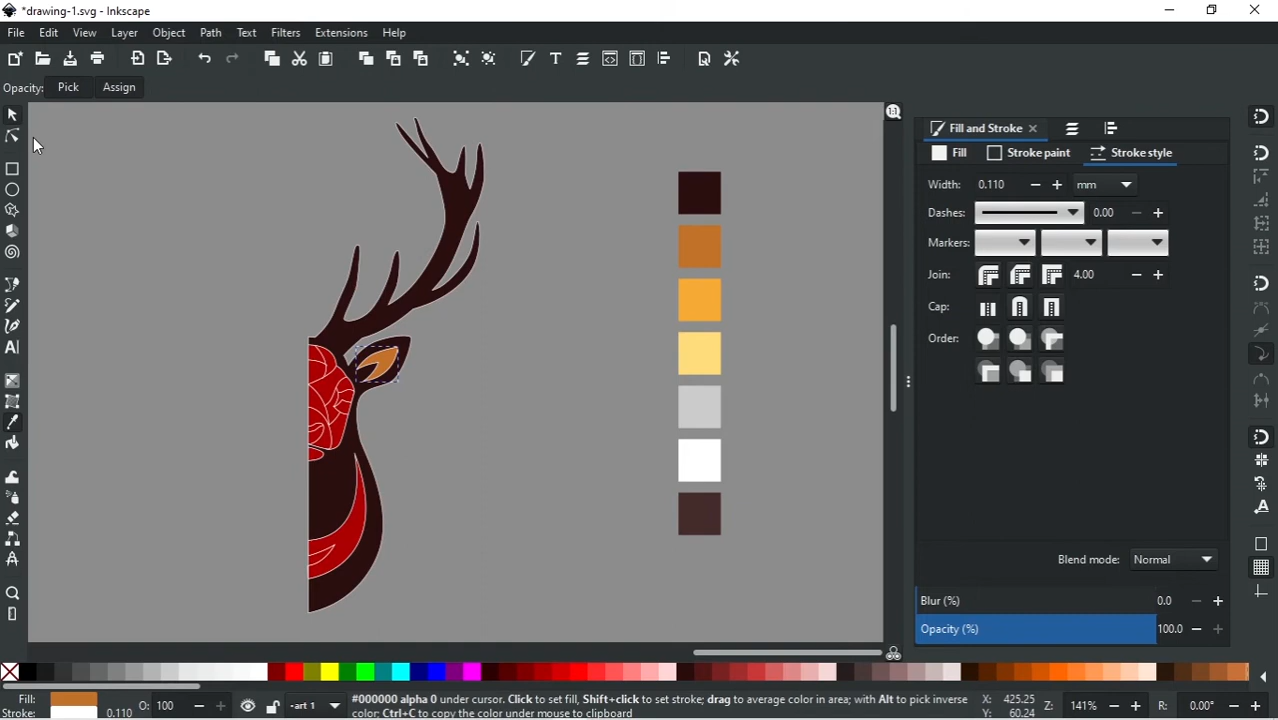 *drawing-1.svg - Inkscape
File Edit View Layer Object Path Text Filters Extensions Help
Opacity: Pick Assign
1:1
Fill and Stroke
Fill Stroke paint Stroke style
Width: 0.110 mm
Dashes: 0.00
Markers:
Join: 4.00
Cap:
Order:
Blend mode: Normal
Blur (%) 0.0
Opacity (%) 100.0
Fill:
Stroke: 0.110
O: 100
-art 1
#000000 alpha 0 under cursor. Click to set fill, Shift+click to set stroke; drag to average color in area; with Alt to pick inverse
color; Ctrl+C to copy the color under mouse to clipboard
X: 425.25
Y: 60.24
Z: 141%
R: 0.00°